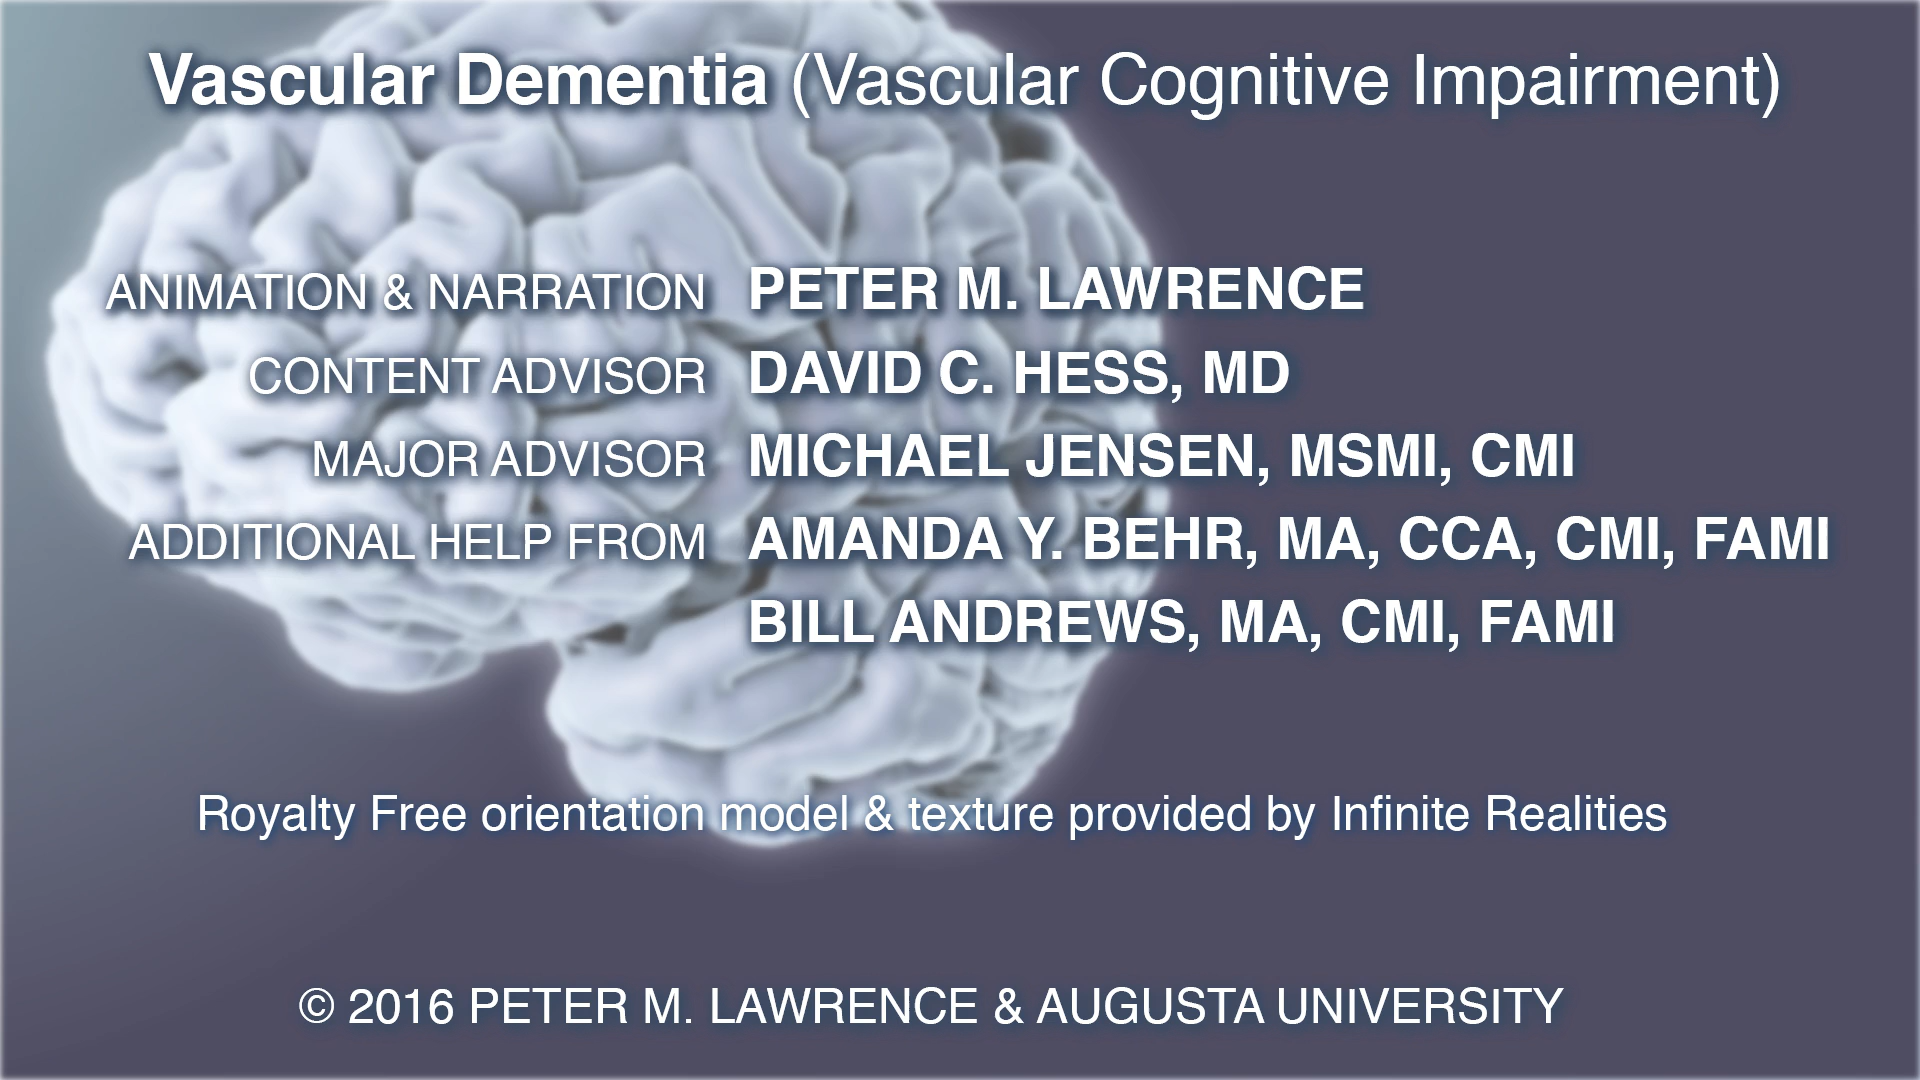 Vascular Dementia (Vascular Cognitive Impairment)
ANIMATION & NARRATION PETER M. LAWRENCE
CONTENT ADVISOR DAVID C. HESS, MD
MAJOR ADVISOR MICHAEL JENSEN, MSMI, CMI
ADDITIONAL HELP FROM AMANDA Y. BEHR, MA, CCA, CMI, FAMI
BILL ANDREWS, MA, CMI, FAMI
Royalty Free orientation model & texture provided by Infinite Realities
© 2016 PETER M. LAWRENCE & AUGUSTA UNIVERSITY